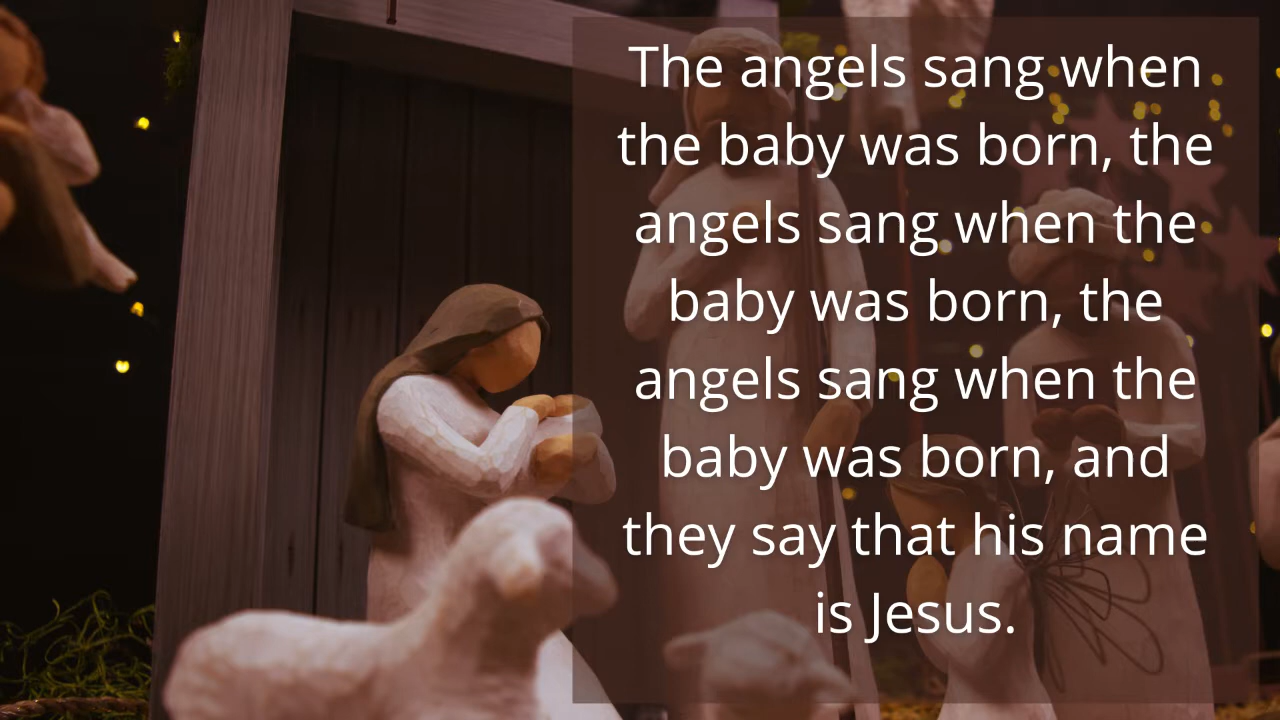 The angels sang when
the baby was born, the
angels sang when the
baby was born, the
angels sang when the
baby was born, and
they say that his name
is Jesus.